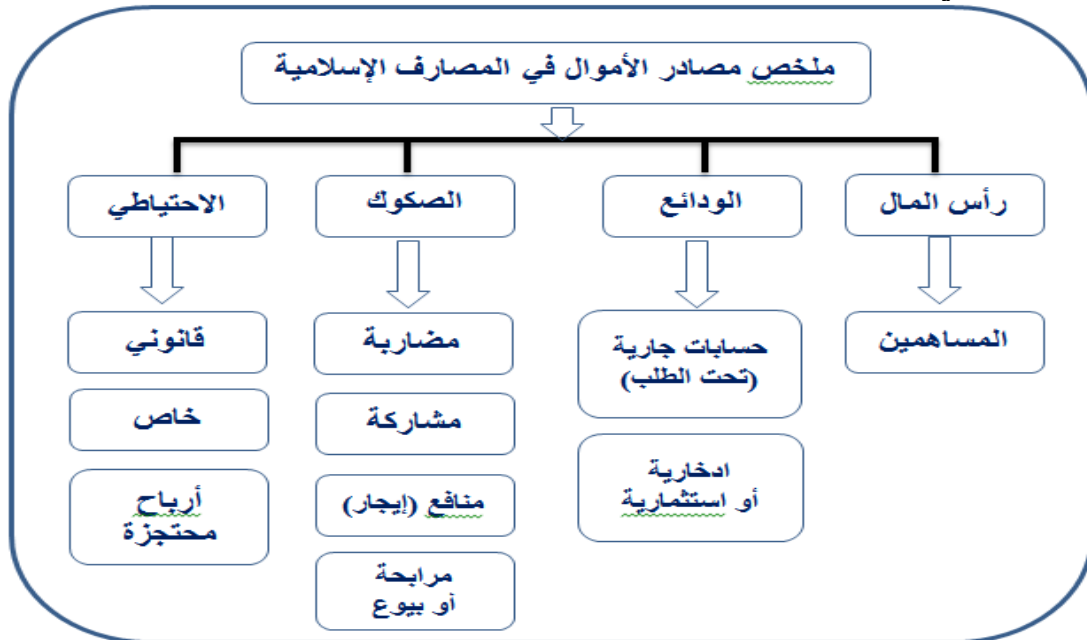 ملخص مصادر الأموال في المصارف الإسلامية
رأس المال
الودائع
الصكوك
الاحتياطي
المساهمين
حسابات جارية
(تحت الطلب)
ادخارية
أو استثمارية
مضاربة
مشاركة
منافع (إيجار)
مرابحة
أو بيوع
قانوني
خاص
أرباح
محتجزة